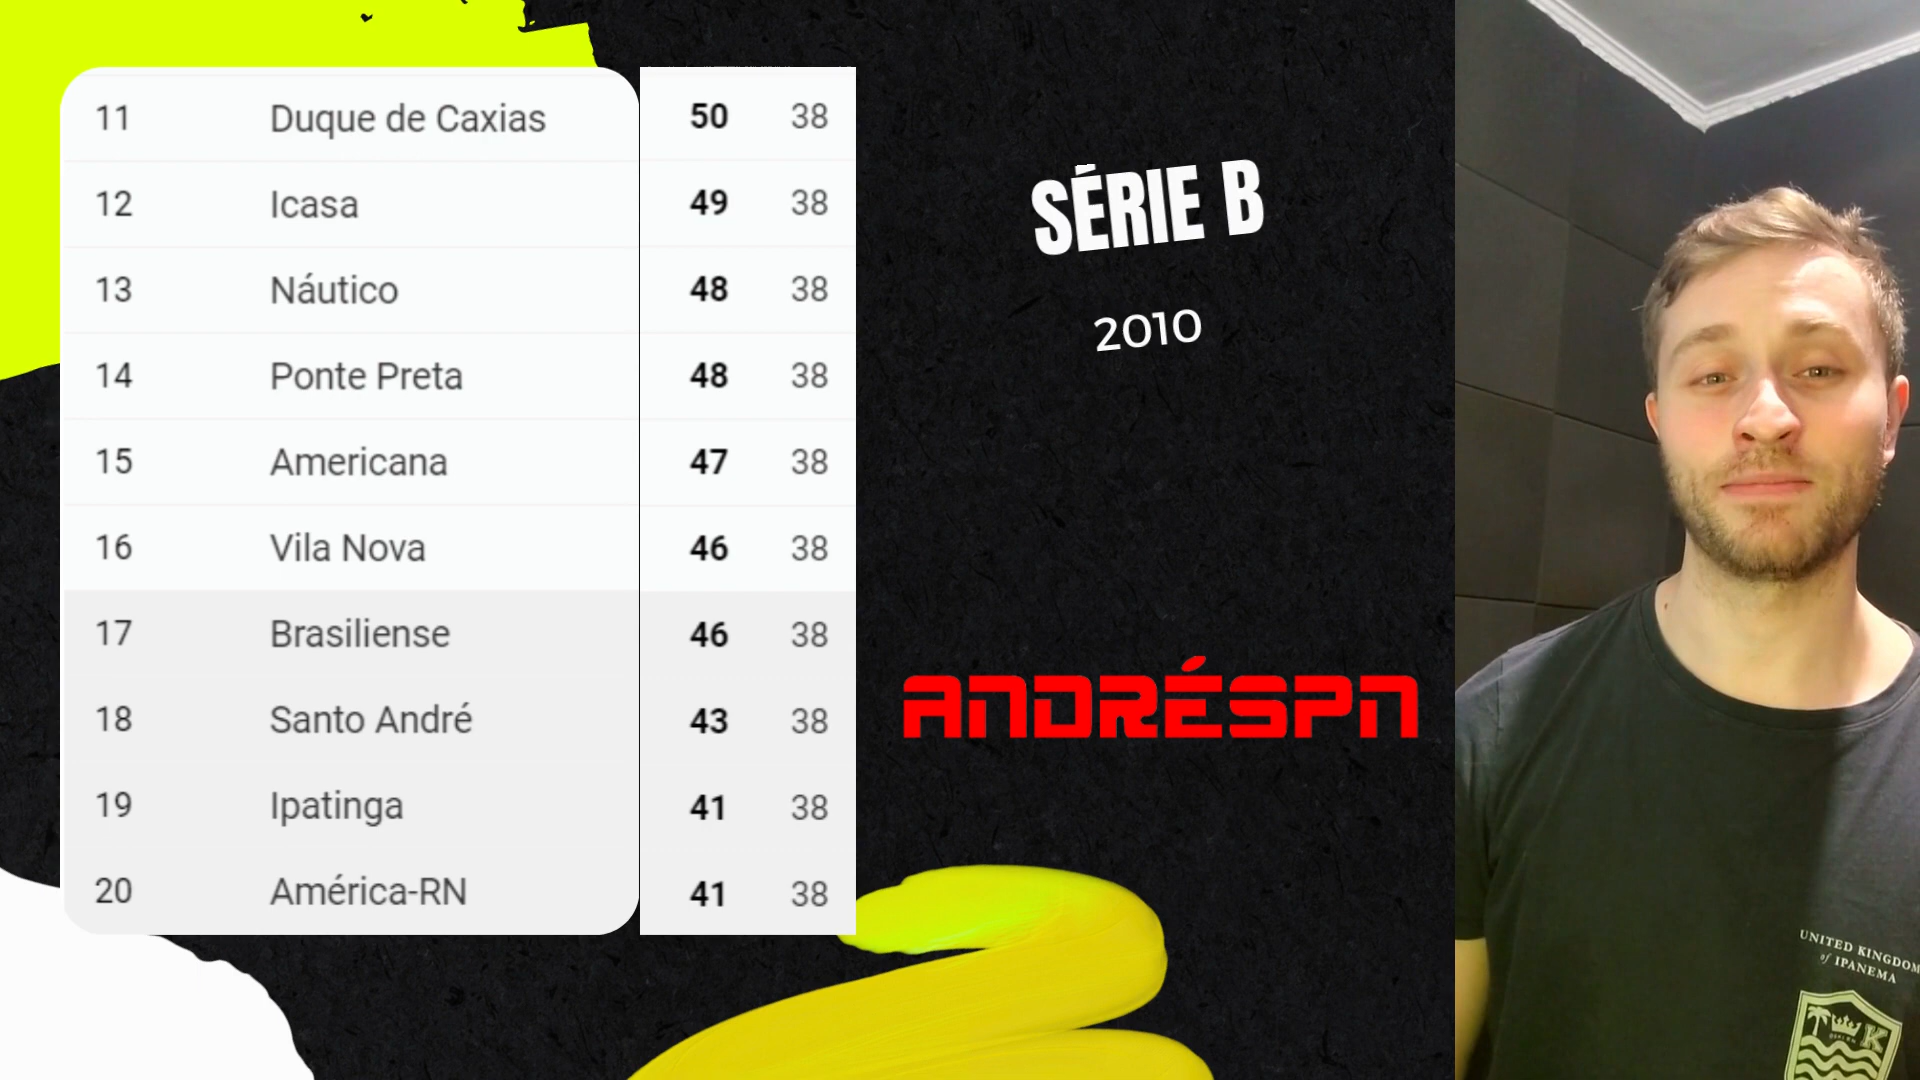 11 Duque de Caxias 50 38
12 Icasa 49 38
13 Náutico 48 38
14 Ponte Preta 48 38
15 Americana 47 38
16 Vila Nova 46 38
17 Brasiliense 46 38
18 Santo André 43 38
19 Ipatinga 41 38
20 América-RN 41 38
SÉRIE B
2010
ANDRÉSPN
UNITED KINGDOM
of IPANEMA
K